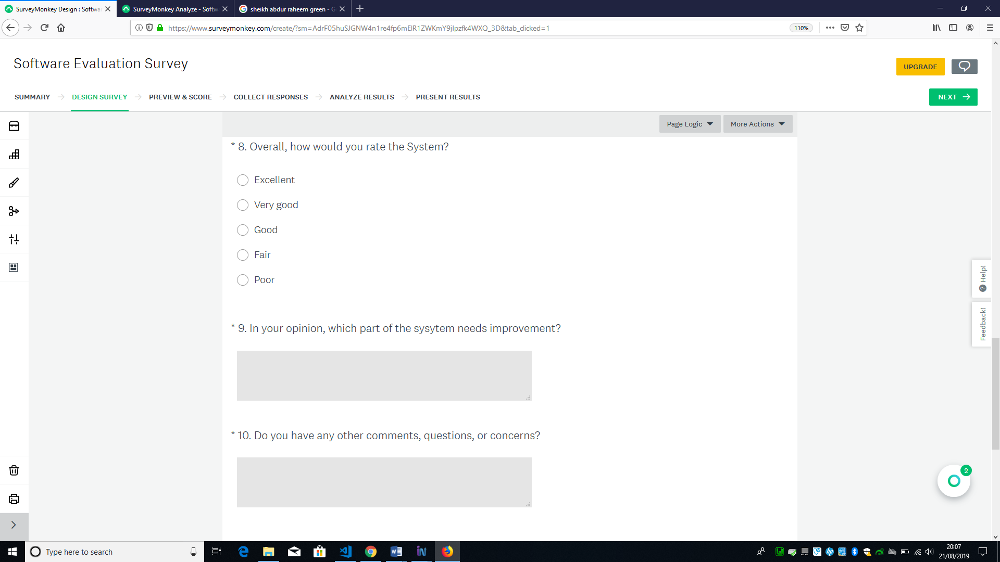 SurveyMonkey Design : Softwa
SurveyMonkey Analyze - Softw
sheikh abdur raheem green - G
https://www.surveymonkey.com/create/?sm=AdrF05huSJGNW4n1re4fp6mElR1ZWKmY9jlpzfk4WXQ_3D&tab_clicked=1
110%
Software Evaluation Survey
UPGRADE
SUMMARY
DESIGN SURVEY
PREVIEW & SCORE
COLLECT RESPONSES
ANALYZE RESULTS
PRESENT RESULTS
NEXT
Page Logic
More Actions
* 8. Overall, how would you rate the System?
Excellent
Very good
Good
Fair
Poor
Help!
Feedback!
* 9. In your opinion, which part of the sysytem needs improvement?
* 10. Do you have any other comments, questions, or concerns?
2
Type here to search
20:07
21/08/2019